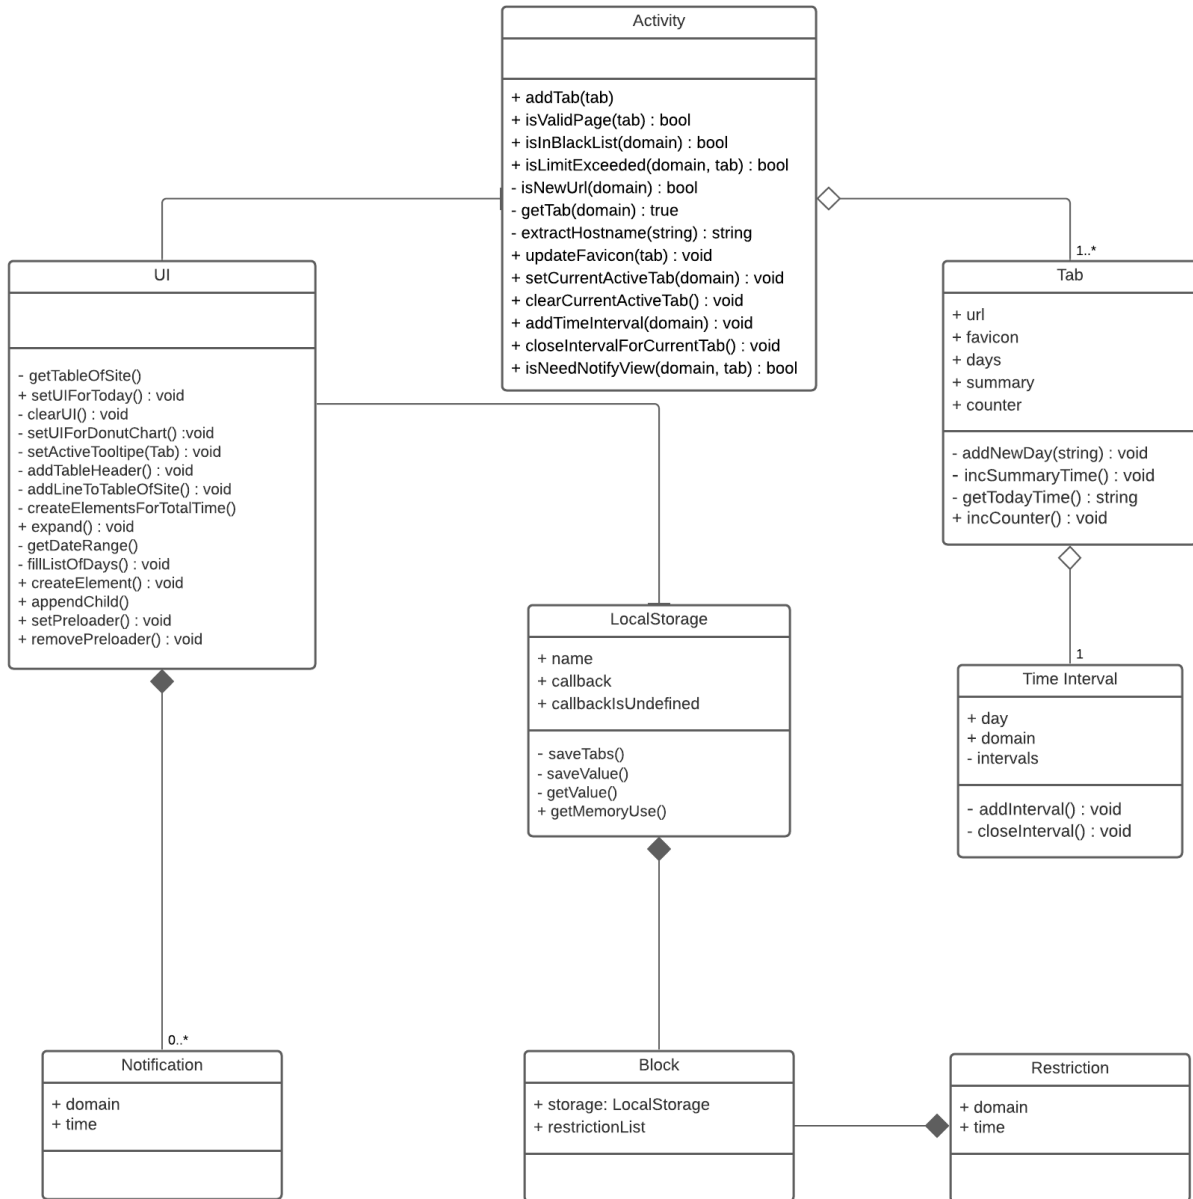 Activity
+ addTab(tab)
+ isValidPage(tab) : bool
+ isInBlackList(domain) : bool
+ isLimitExceeded(domain, tab) : bool
- isNewUrl(domain) : bool
- getTab(domain) : true
- extractHostname(string) : string
+ updateFavicon(tab) : void
+ setCurrentActiveTab(domain) : void
+ clearCurrentActiveTab() : void
+ addTimeInterval(domain) : void
+ closeIntervalForCurrentTab() : void
+ isNeedNotifyView(domain, tab) : bool
UI
- getTableOfSite()
+ setUIForToday() : void
- clearUI() : void
- setUIForDonutChart() :void
- setActiveTooltipe(Tab) : void
- addTableHeader() : void
- addLineToTableOfSite() : void
- createElementsForTotalTime()
+ expand() : void
- getDateRange()
- fillListOfDays() : void
+ createElement() : void
+ appendChild()
+ setPreloader() : void
+ removePreloader() : void
1..*
Tab
+ url
+ favicon
+ days
+ summary
+ counter
- addNewDay(string) : void
- incSummaryTime() : void
- getTodayTime() : string
+ incCounter() : void
LocalStorage
+ name
+ callback
+ callbackIsUndefined
- saveTabs()
- saveValue()
- getValue()
+ getMemoryUse()
1
Time Interval
+ day
+ domain
- intervals
- addInterval() : void
- closeInterval() : void
0..*
Notification
+ domain
+ time
Block
+ storage: LocalStorage
+ restrictionList
Restriction
+ domain
+ time